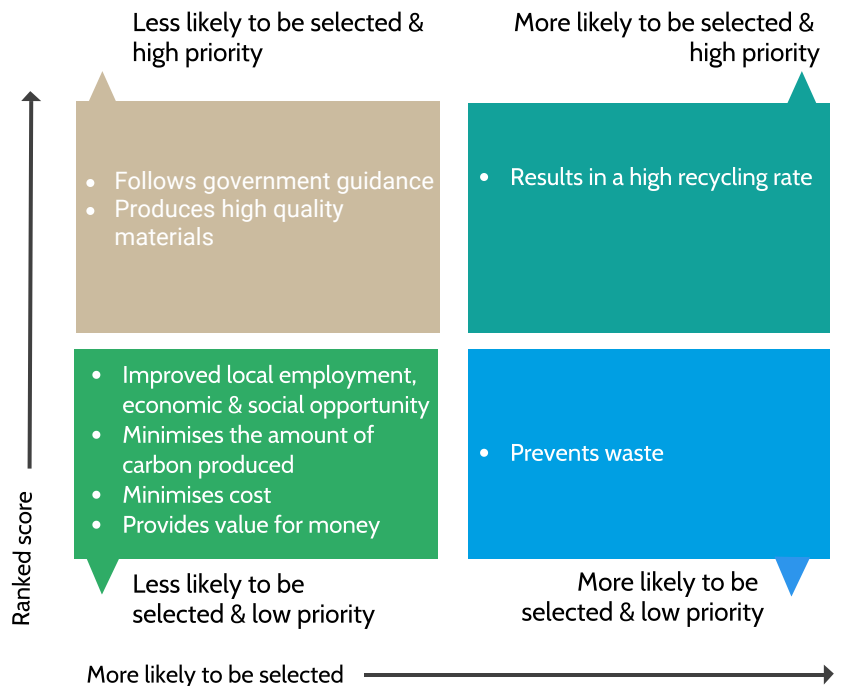 Less likely to be selected &
high priority
More likely to be selected &
high priority
• Follows government guidance
• Produces high quality
materials
• Results in a high recycling rate
• Improved local employment,
economic & social opportunity
• Minimises the amount of
carbon produced
• Minimises cost
• Provides value for money
• Prevents waste
Ranked score
Less likely to be
selected & low priority
More likely to be
selected & low priority
More likely to be selected